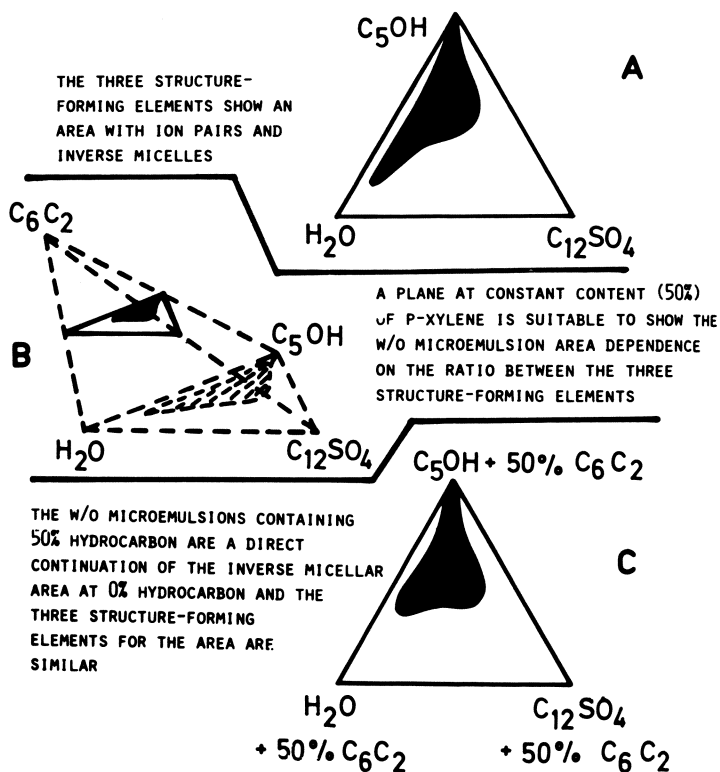 C₅OH
A
THE THREE STRUCTURE-
FORMING ELEMENTS SHOW AN
AREA WITH ION PAIRS AND
INVERSE MICELLES
H₂O
C₁₂SO₄
C₆C₂
B
C₅OH
H₂O
C₁₂SO₄
A PLANE AT CONSTANT CONTENT (50%)
OF P-XYLENE IS SUITABLE TO SHOW THE
W/O MICROEMULSION AREA DEPENDENCE
ON THE RATIO BETWEEN THE THREE
STRUCTURE-FORMING ELEMENTS
C₅OH + 50% C₆C₂
THE W/O MICROEMULSIONS CONTAINING
50% HYDROCARBON ARE A DIRECT
CONTINUATION OF THE INVERSE MICELLAR
AREA AT 0% HYDROCARBON AND THE
THREE STRUCTURE-FORMING
ELEMENTS FOR THE AREA ARE
SIMILAR
C
H₂O
+ 50% C₆C₂
C₁₂SO₄
+ 50% C₆C₂